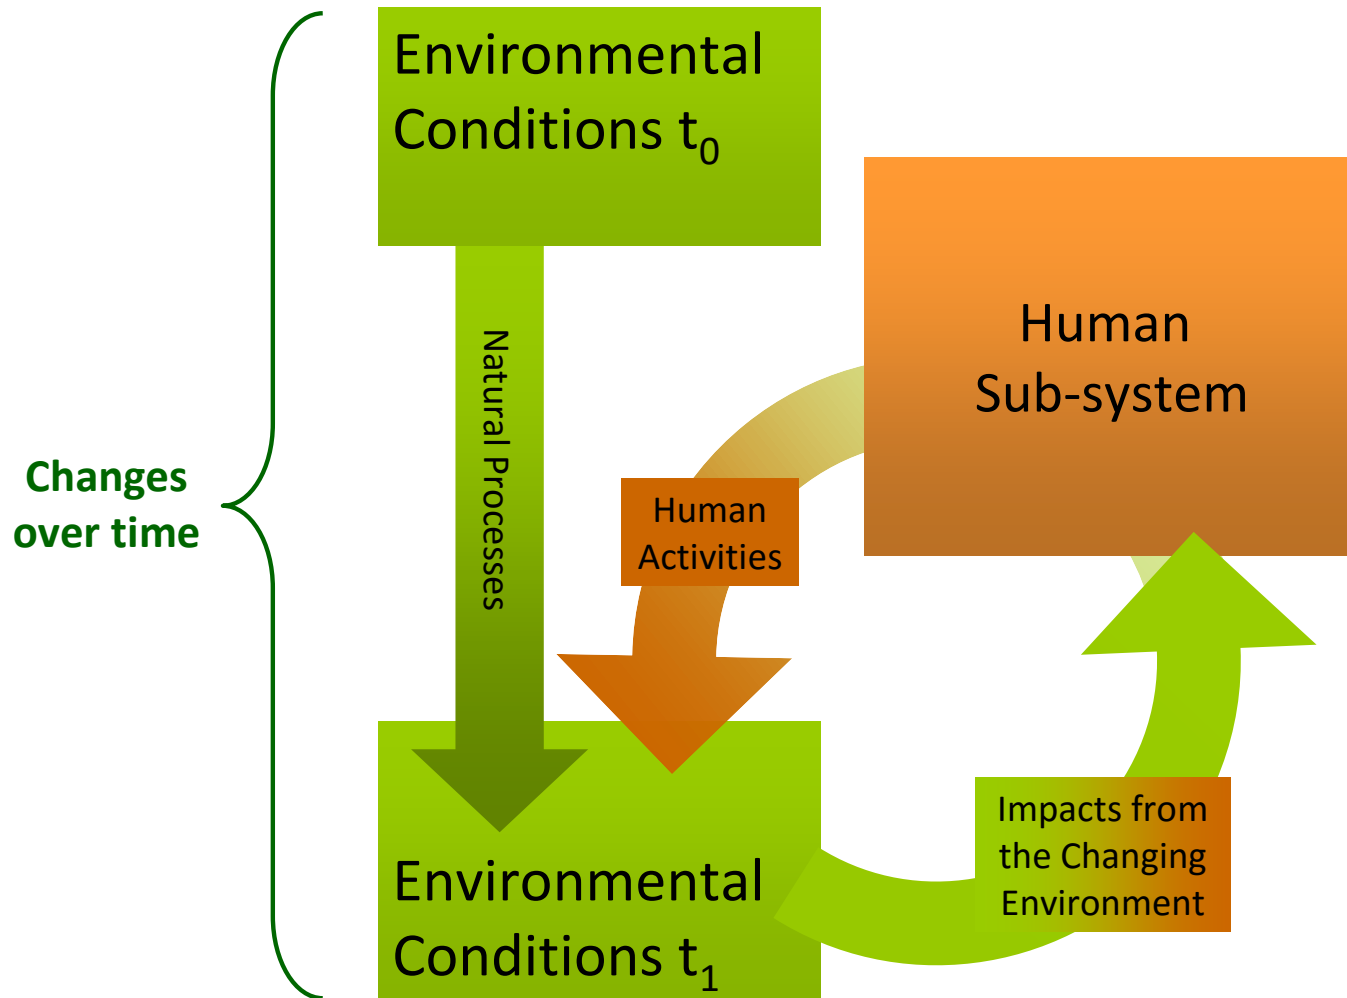 Environmental
Conditions t₀
Human
Sub-system
Natural Processes
Changes
over time
Human
Activities
Impacts from
the Changing
Environment
Environmental
Conditions t₁